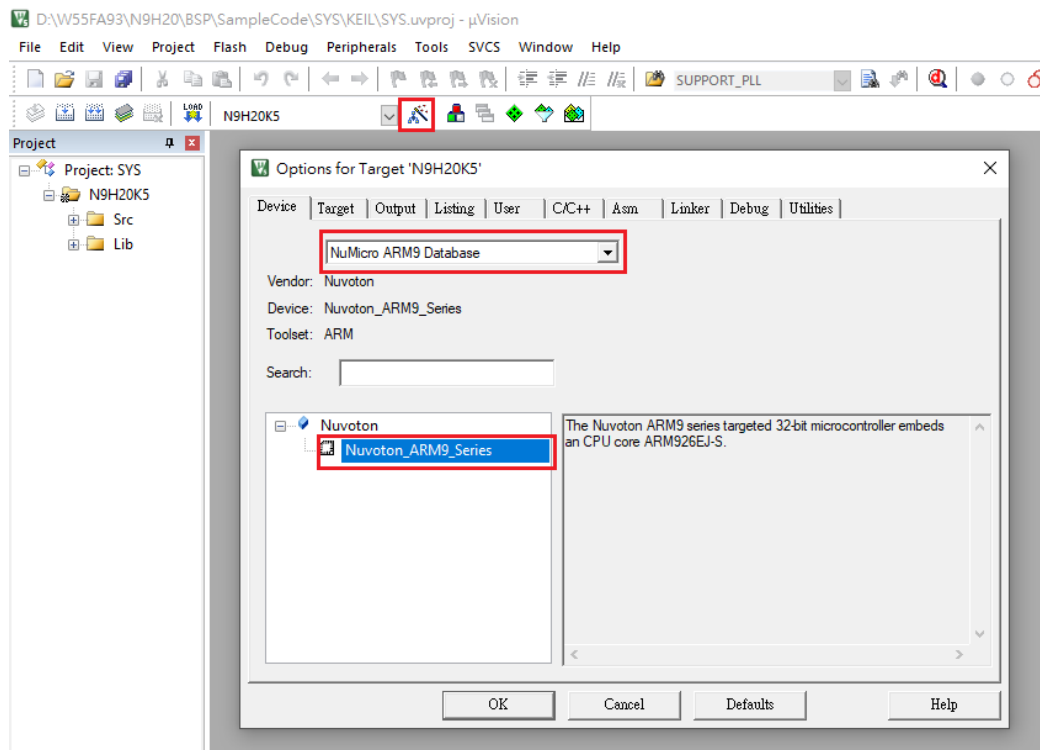 D:\W55FA93\N9H20\BSP\SampleCode\SYS\KEIL\SYS.uvproj - µVision
File Edit View Project Flash Debug Peripherals Tools SVCS Window Help
SUPPORT_PLL
LOAD N9H20K5
Project
Project: SYS
N9H20K5
Src
Lib
Options for Target 'N9H20K5'
Device Target Output Listing User C/C++ Asm Linker Debug Utilities
NuMicro ARM9 Database
Vendor: Nuvoton
Device: Nuvoton_ARM9_Series
Toolset: ARM
Search:
Nuvoton
Nuvoton_ARM9_Series
The Nuvoton ARM9 series targeted 32-bit microcontroller embeds
an CPU core ARM926EJ-S.
OK Cancel Defaults Help